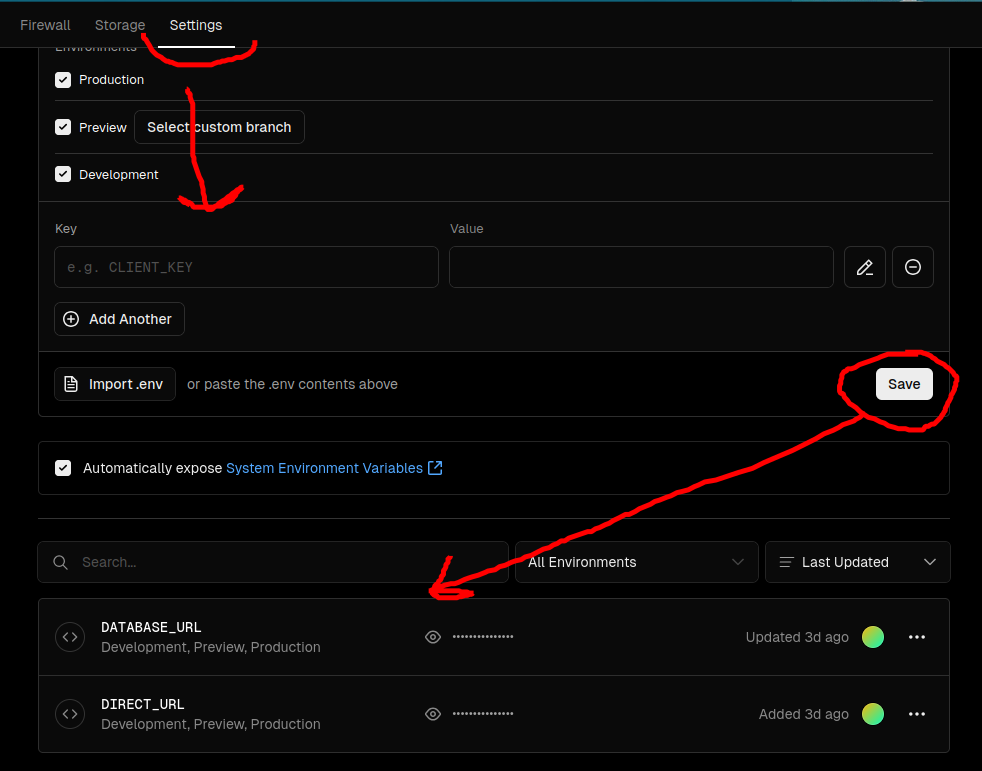 Firewall Storage Settings
Environments
Production
Preview Select custom branch
Development
Key Value
e.g. CLIENT_KEY
Add Another
Import .env or paste the .env contents above Save
Automatically expose System Environment Variables
Search... All Environments Last Updated
DATABASE_URL
Development, Preview, Production
•••••••••••••• Updated 3d ago
DIRECT_URL
Development, Preview, Production
•••••••••••••• Added 3d ago